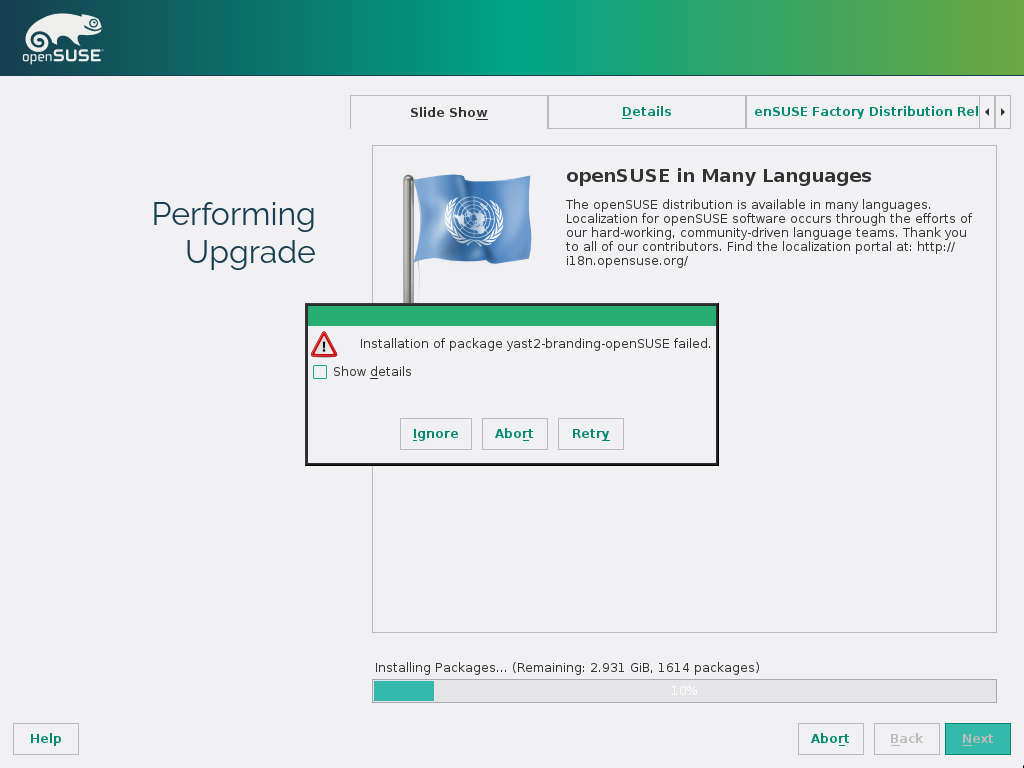 openSUSE
Slide Show
Details
enSUSE Factory Distribution Rel
Performing
Upgrade
openSUSE in Many Languages
The openSUSE distribution is available in many languages.
Localization for openSUSE software occurs through the efforts of
our hard-working, community-driven language teams. Thank you
to all of our contributors. Find the localization portal at: http://
i18n.opensuse.org/
Installation of package yast2-branding-openSUSE failed.
Show details
Ignore
Abort
Retry
Installing Packages... (Remaining: 2.931 GiB, 1614 packages)
10%
Help
Abort
Back
Next